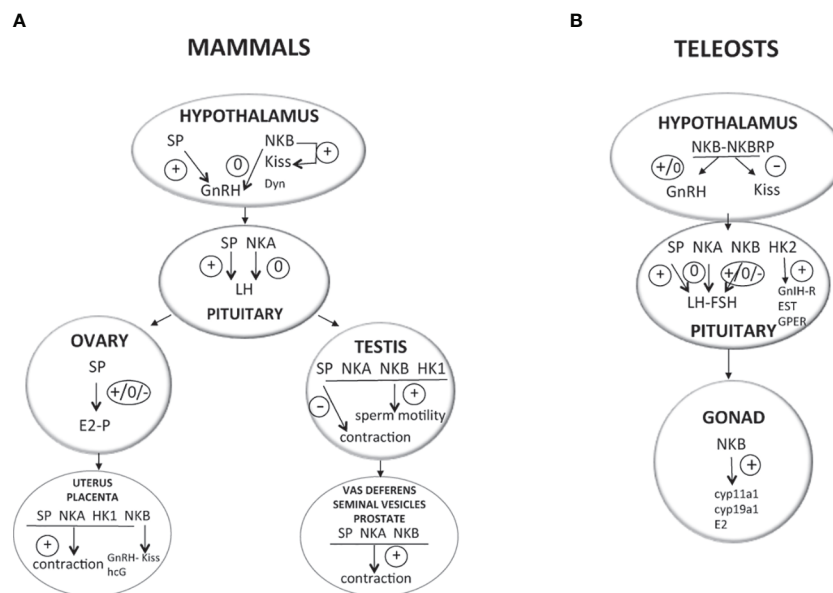 A
MAMMALS
HYPOTHALAMUS
SP
NKB
+
+
0
Kiss
GnRH
Dyn
SP NKA
+
0
LH
PITUITARY
OVARY
SP
+/0/-
E2-P
TESTIS
SP NKA NKB HK1
-
+
sperm motility
contraction
UTERUS
PLACENTA
SP NKA HK1 NKB
+
contraction
GnRH- Kiss
hcG
VAS DEFERENS
SEMINAL VESICLES
PROSTATE
SP NKA NKB
+
contraction
B
TELEOSTS
HYPOTHALAMUS
NKB-NKBRP
+/0
-
GnRH
Kiss
SP NKA NKB HK2
+
0
+/0/-
+
LH-FSH
GnIH-R
EST
GPER
PITUITARY
GONAD
NKB
+
cyp11a1
cyp19a1
E2